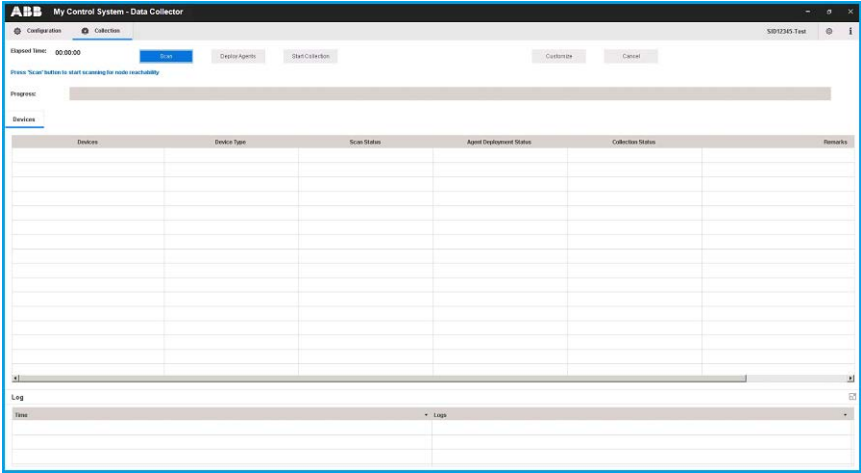 ABB My Control System - Data Collector
Configuration Collection SID12345-Test
Elapsed Time: 00:00:00 Scan Deploy Agents Start Collection Customize Cancel
Press 'Scan' button to start scanning for node reachability
Progress:
Devices
Devices Device Type Scan Status Agent Deployment Status Collection Status Remarks
Log
Time Logs